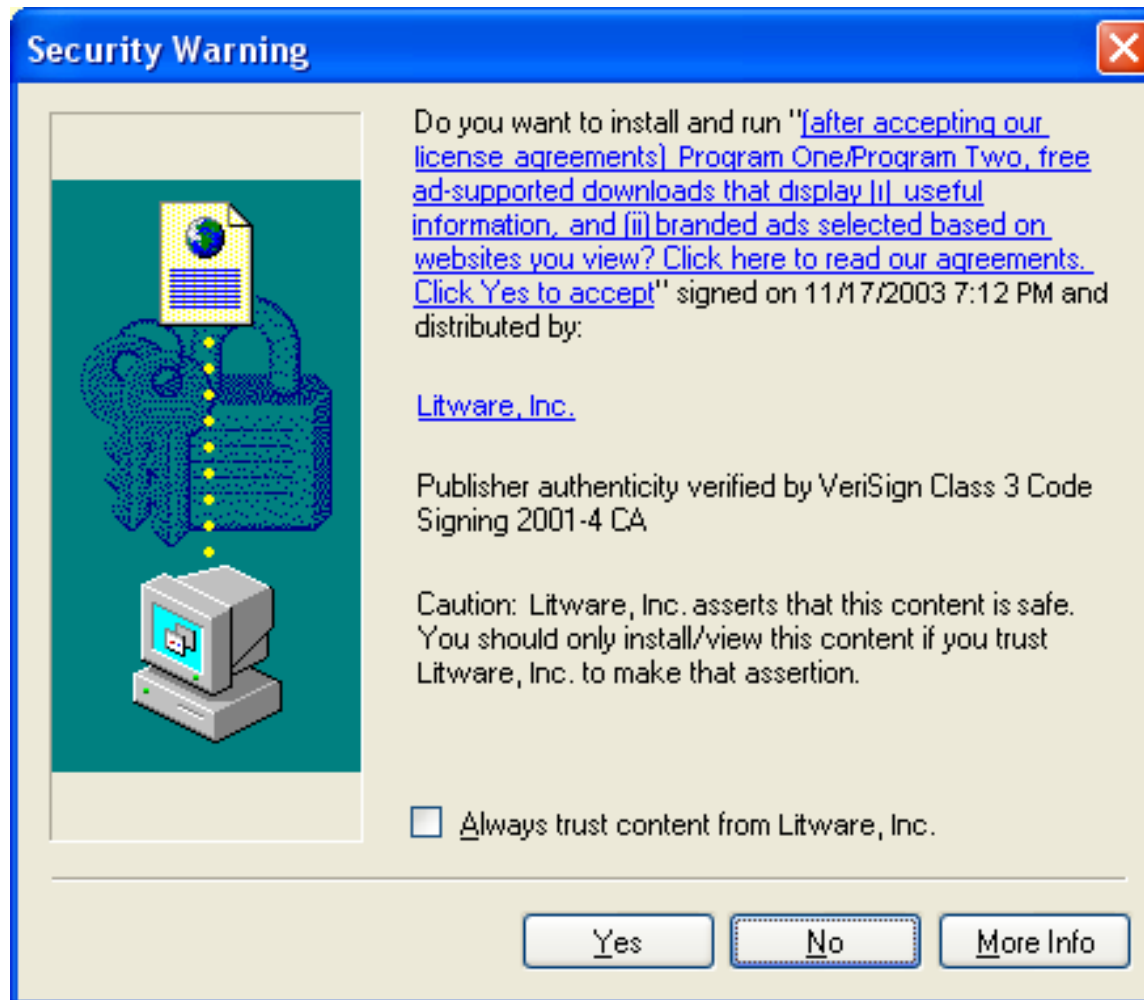 Security Warning
Do you want to install and run "(after accepting our
license agreements) Program One/Program Two, free
ad-supported downloads that display (i) useful
information, and (ii) branded ads selected based on
websites you view? Click here to read our agreements.
Click Yes to accept" signed on 11/17/2003 7:12 PM and
distributed by:
Litware, Inc.
Publisher authenticity verified by VeriSign Class 3 Code
Signing 2001-4 CA
Caution: Litware, Inc. asserts that this content is safe.
You should only install/view this content if you trust
Litware, Inc. to make that assertion.
Always trust content from Litware, Inc.
Yes No More Info